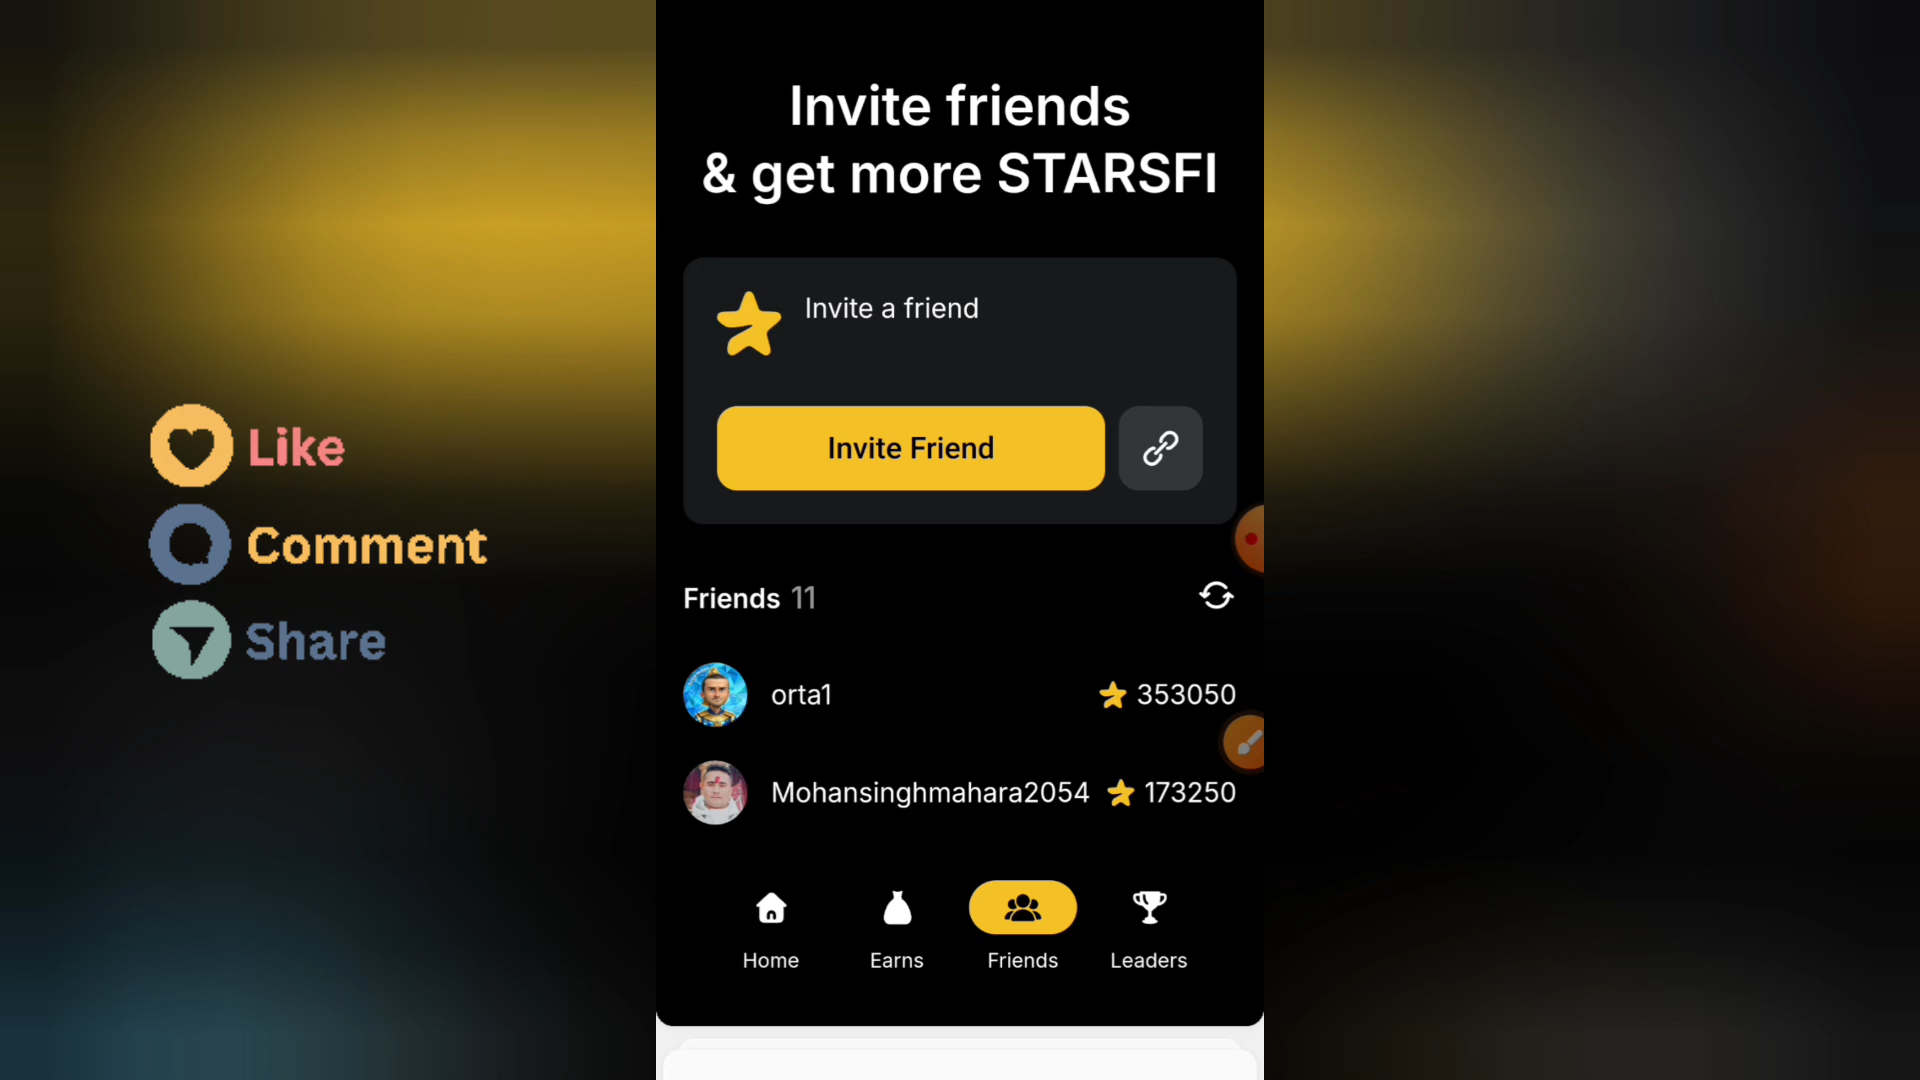 Invite friends
& get more STARSFI
Invite a friend
Invite Friend
Like
Comment
Share
Friends 11
orta1 353050
Mohansinghmahara2054 173250
Home Earns Friends Leaders